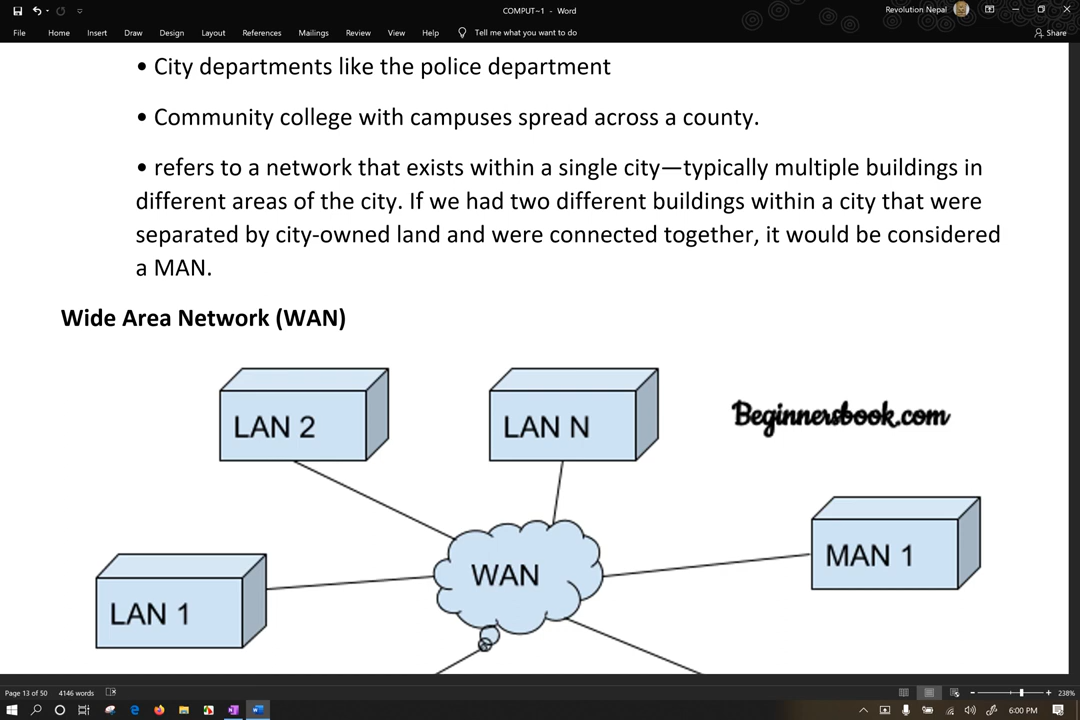 COMPUT~1 - Word
Revolution Nepal
File Home Insert Draw Design Layout References Mailings Review View Help Tell me what you want to do Share
• City departments like the police department
• Community college with campuses spread across a county.
• refers to a network that exists within a single city—typically multiple buildings in
different areas of the city. If we had two different buildings within a city that were
separated by city-owned land and were connected together, it would be considered
a MAN.
Wide Area Network (WAN)
LAN 2
LAN N
Beginnersbook.com
MAN 1
WAN
LAN 1
Page 13 of 50 4146 words
238%
6:00 PM